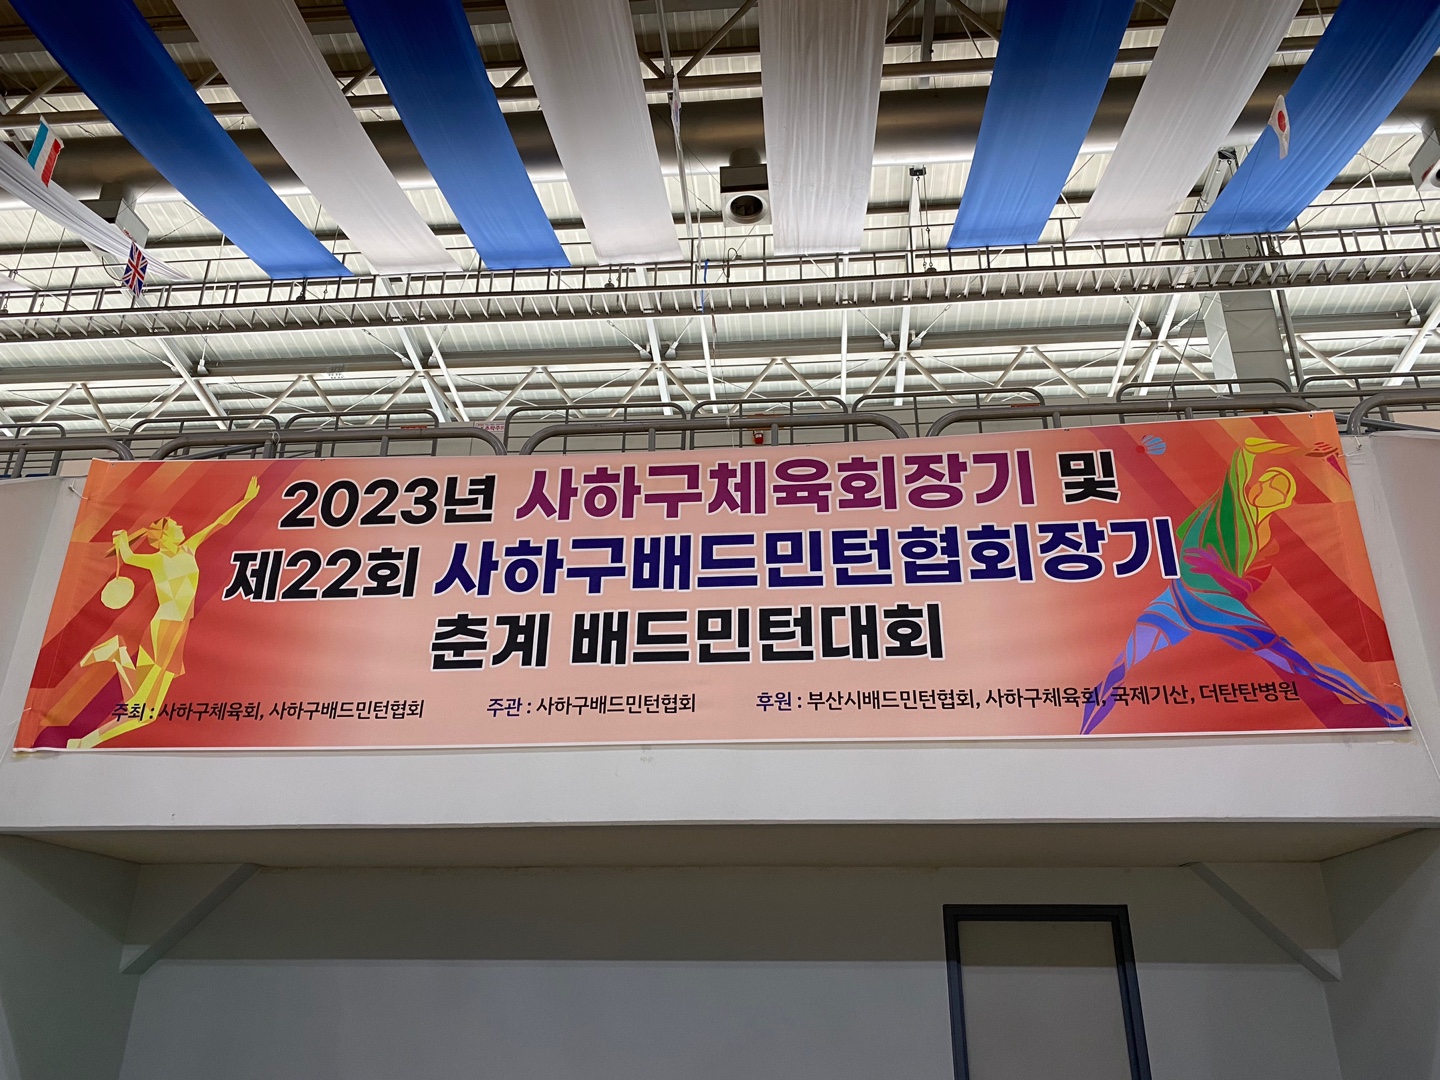 2023년 사하구체육회장기 및
제22회 사하구배드민턴협회장기
춘계 배드민턴대회
주최 : 사하구체육회, 사하구배드민턴협회 주관 : 사하구배드민턴협회 후원 : 부산시배드민턴협회, 사하구체육회, 국제기산, 더탄탄병원